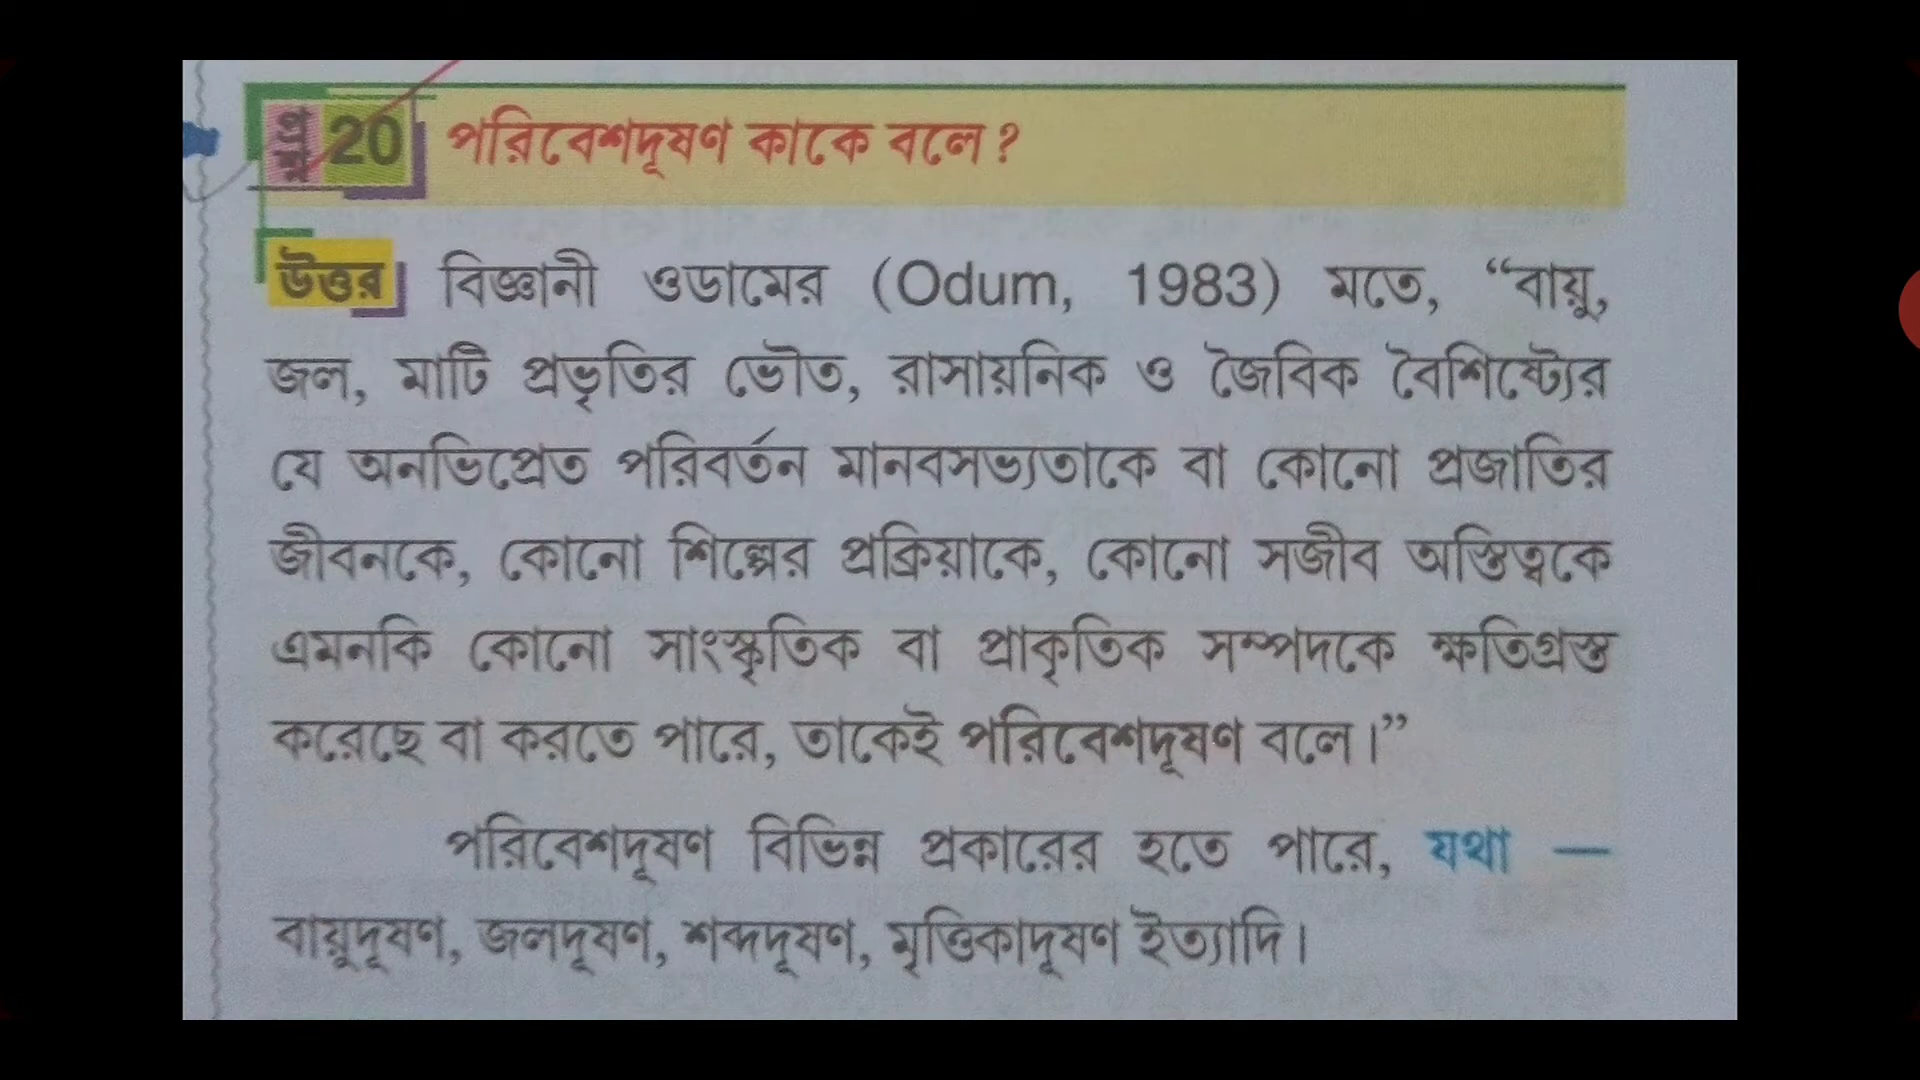 প্রশ্ন 20 পরিবেশদূষণ কাকে বলে ?
উত্তর বিজ্ঞানী ওডামের (Odum, 1983) মতে, “বায়ু,
জল, মাটি প্রভৃতির ভৌত, রাসায়নিক ও জৈবিক বৈশিষ্ট্যের
যে অনভিপ্রেত পরিবর্তন মানবসভ্যতাকে বা কোনো প্রজাতির
জীবনকে, কোনো শিল্পের প্রক্রিয়াকে, কোনো সজীব অস্তিত্বকে
এমনকি কোনো সাংস্কৃতিক বা প্রাকৃতিক সম্পদকে ক্ষতিগ্রস্ত
করেছে বা করতে পারে, তাকেই পরিবেশদূষণ বলে।”
পরিবেশদূষণ বিভিন্ন প্রকারের হতে পারে, যথা —
বায়ুদূষণ, জলদূষণ, শব্দদূষণ, মৃত্তিকাদূষণ ইত্যাদি।